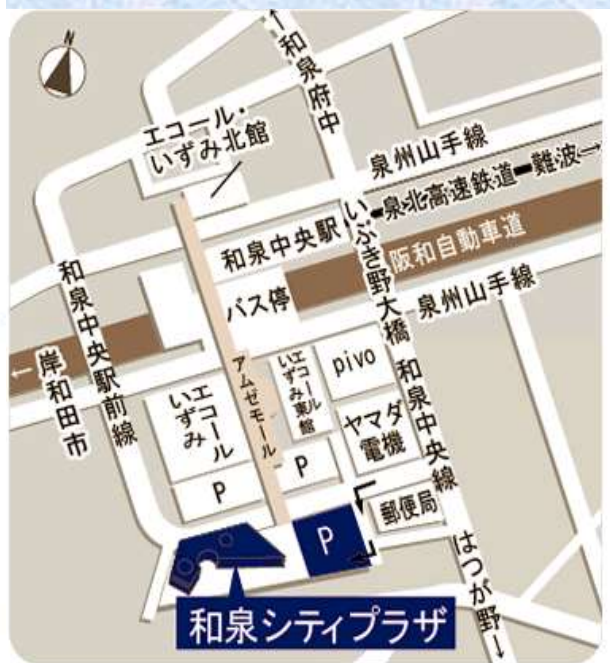 N
↑和泉府中
エコール・
いずみ北館
泉州山手線
泉北高速鉄道
難波→
和泉中央駅
いぶき野大橋
阪和自動車道
バス停
泉州山手線
和泉中央駅前線
←岸和田市
アムゼモール
エコール
いずみ
エコール
いずみ東館
pivo
ヤマダ
電機
和泉中央線
P
P
郵便局
P
はつが野→
和泉シティプラザ